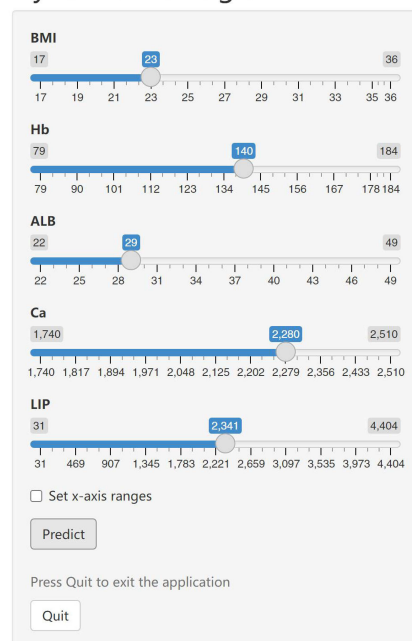 BMI
17 23 36
17 19 21 23 25 27 29 31 33 35 36
Hb
79 140 184
79 90 101 112 123 134 145 156 167 178 184
ALB
22 29 49
22 25 28 31 34 37 40 43 46 49
Ca
1,740 2,280 2,510
1,740 1,817 1,894 1,971 2,048 2,125 2,202 2,279 2,356 2,433 2,510
LIP
31 2,341 4,404
31 469 907 1,345 1,783 2,221 2,659 3,097 3,535 3,973 4,404
Set x-axis ranges
Predict
Press Quit to exit the application
Quit